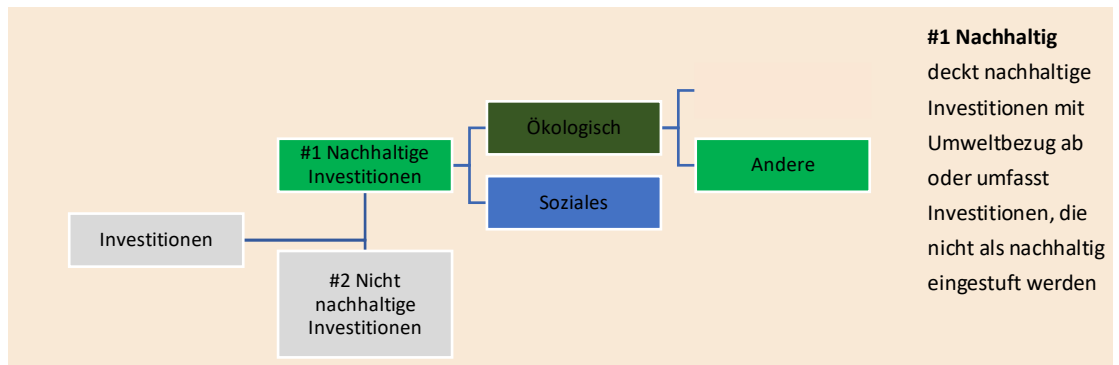 Ökologisch
#1 Nachhaltige
Investitionen
Andere
Soziales
Investitionen
#2 Nicht
nachhaltige
Investitionen
#1 Nachhaltig
deckt nachhaltige
Investitionen mit
Umweltbezug ab
oder umfasst
Investitionen, die
nicht als nachhaltig
eingestuft werden